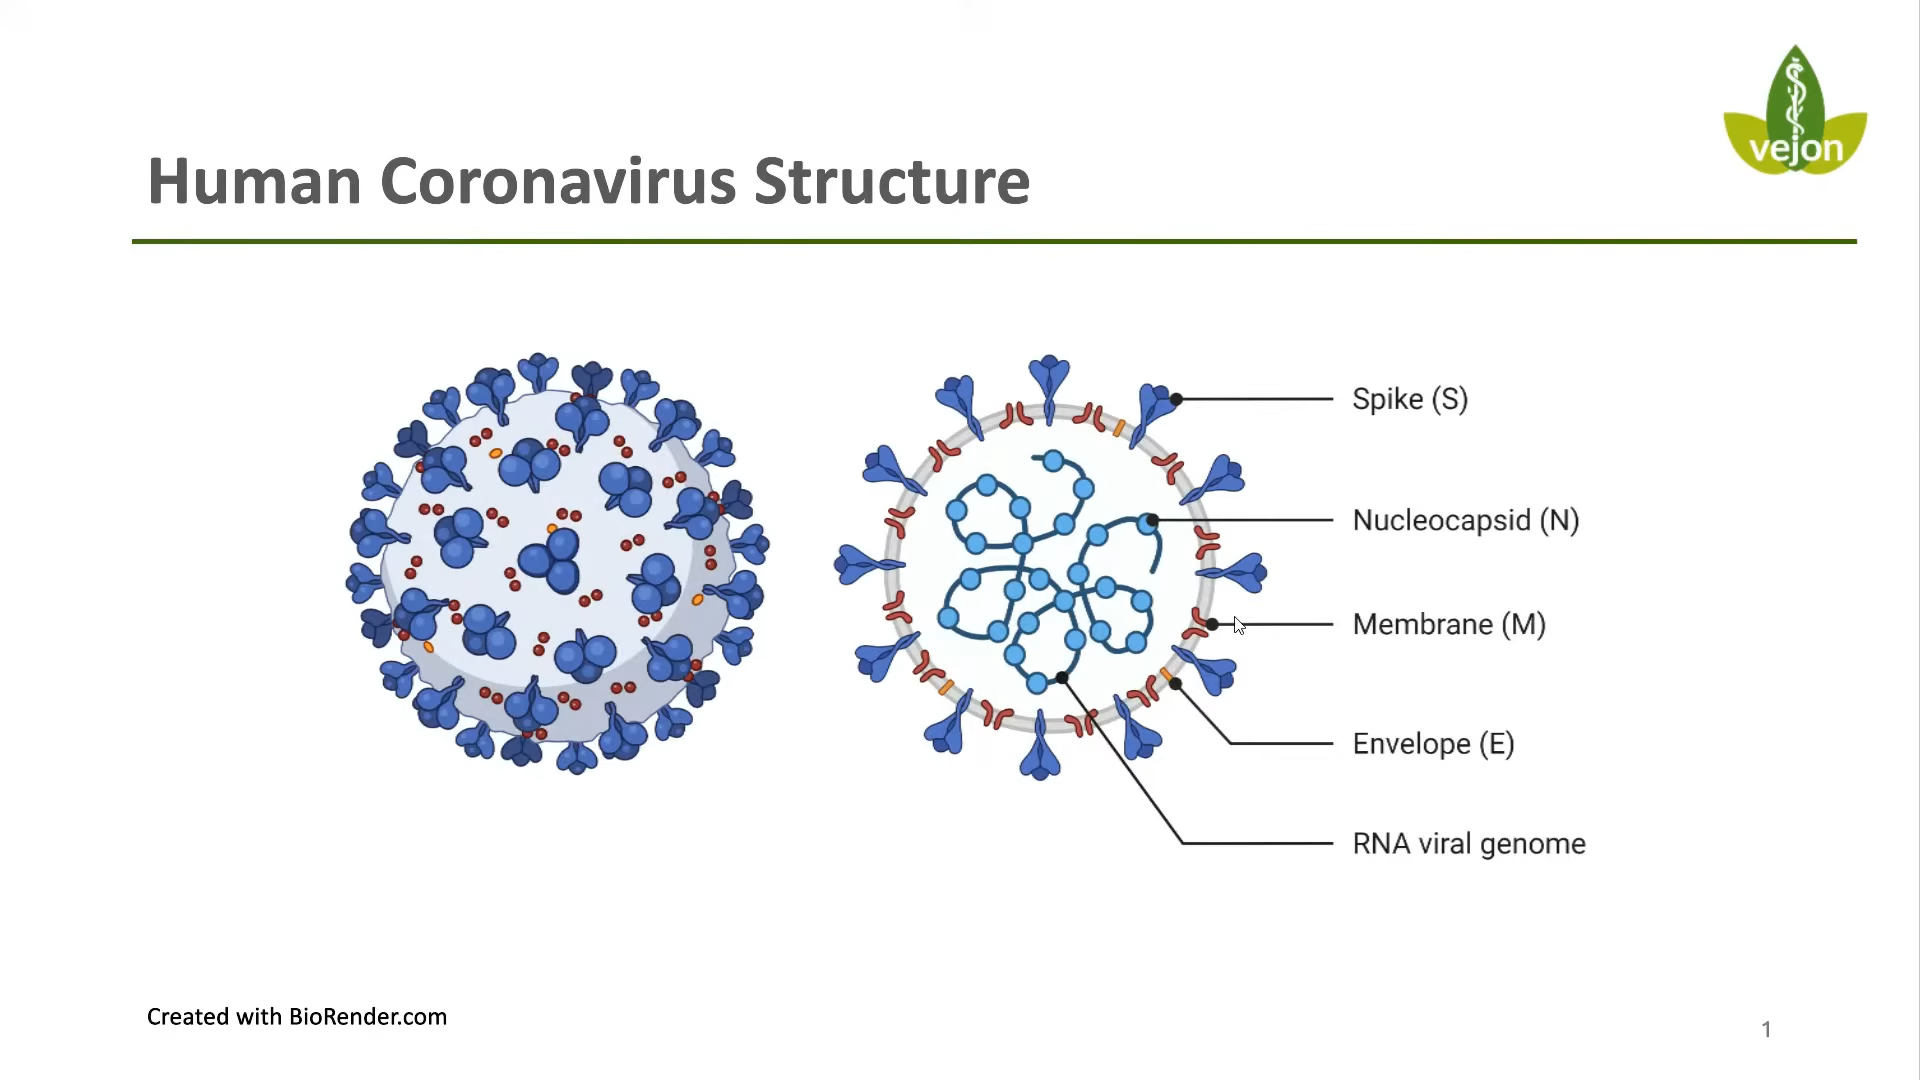 vejon
Human Coronavirus Structure
Spike (S)
Nucleocapsid (N)
Membrane (M)
Envelope (E)
RNA viral genome
Created with BioRender.com
1